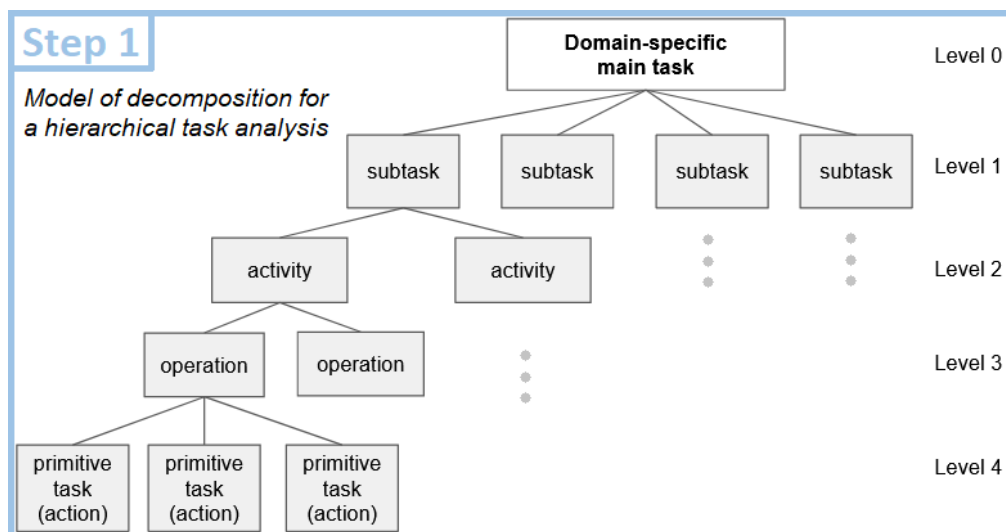 Step 1
Domain-specific
main task
Level 0
Model of decomposition for
a hierarchical task analysis
subtask
subtask
subtask
subtask
Level 1
activity
activity
Level 2
operation
operation
Level 3
primitive
task
(action)
primitive
task
(action)
primitive
task
(action)
Level 4